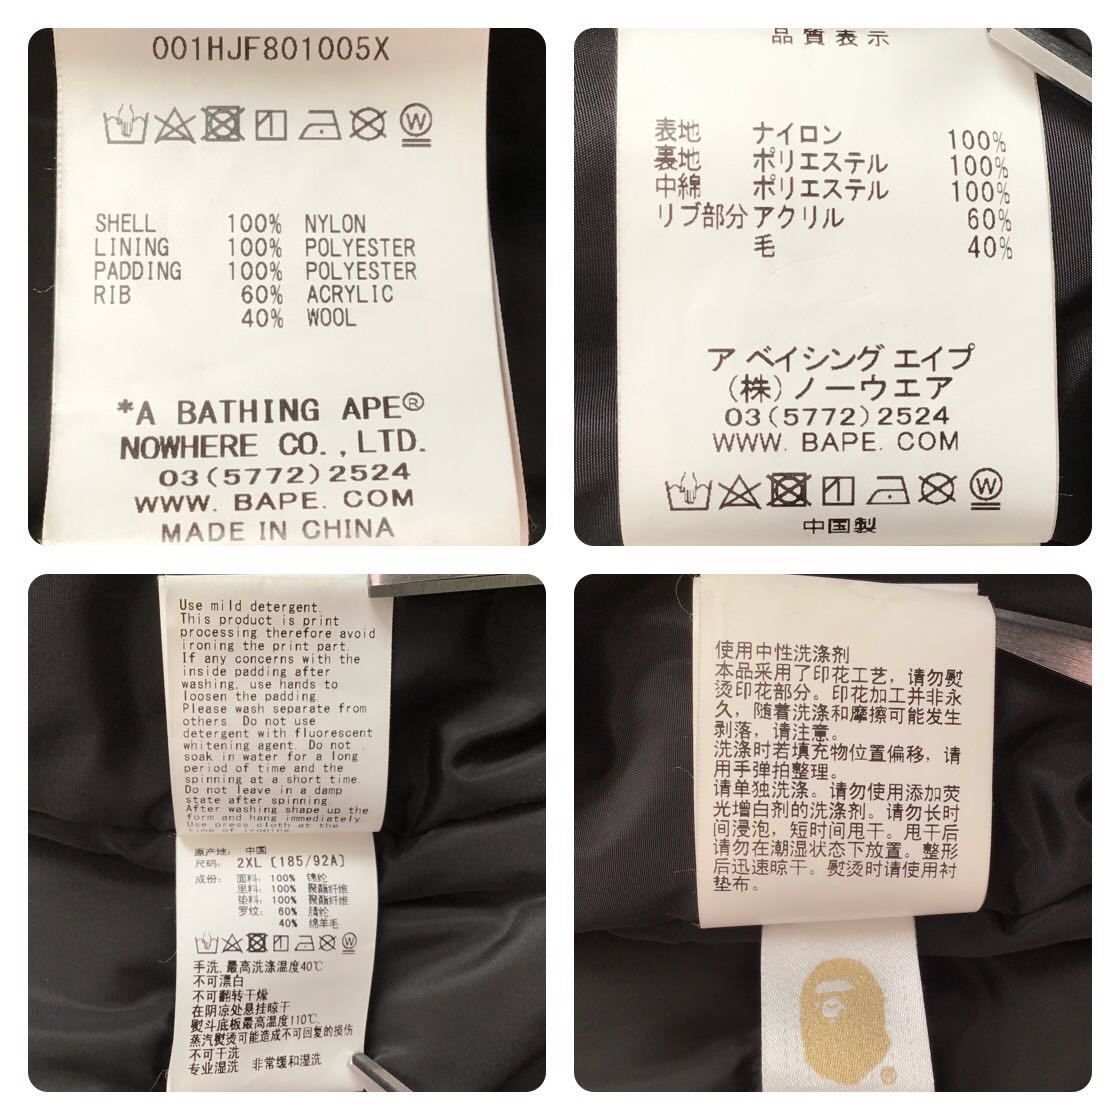 001HJF801005X
SHELL 100% NYLON
LINING 100% POLYESTER
PADDING 100% POLYESTER
RIB 60% ACRYLIC
40% WOOL
*A BATHING APE®
NOWHERE CO.,LTD.
03(5772)2524
WWW. BAPE. COM
MADE IN CHINA
品質表示
表地 ナイロン 100%
裏地 ポリエステル 100%
中綿 ポリエステル 100%
リブ部分 アクリル 60%
毛 40%
ア ベイシング エイプ
(株)ノーウエア
03(5772)2524
WWW. BAPE. COM
中国製
Use mild detergent.
This product is print
processing therefore avoid
ironing the print part.
If any concerns with the
inside padding after
washing, use hands to
loosen the padding.
Please wash separate from
others. Do not use
detergent with fluorescent
whitening agent. Do not
soak in water for a long
period of time and the
spinning at a short time.
Do not leave in a damp
state after spinning.
After washing shape up the
form and hang immediately.
Use press cloth at the
time of ironing.
原产地: 中国
尺码: 2XL (185/92A)
成份: 面料: 100% 锦纶
里料: 100% 聚酯纤维
垫料: 100% 聚酯纤维
罗纹: 60% 腈纶
40% 绵羊毛
手洗,最高洗涤温度40℃
不可漂白
不可翻转干燥
在阴凉处悬挂晾干
熨斗底板最高温度110℃,
蒸汽熨烫可能造成不可回复的损伤
不可干洗
专业湿洗 非常缓和湿洗
使用中性洗涤剂
本品采用了印花工艺，请勿熨
烫印花部分。印花加工并非永
久，随着洗涤和摩擦可能发生
剥落，请注意。
洗涤时若填充物位置偏移，请
用手弹拍整理。
请单独洗涤。请勿使用添加荧
光增白剂的洗涤剂。请勿长时
间浸泡，短时间甩干。甩干后
请勿在潮湿状态下放置。整形
后迅速晾干。熨烫时请使用衬
垫布。
®